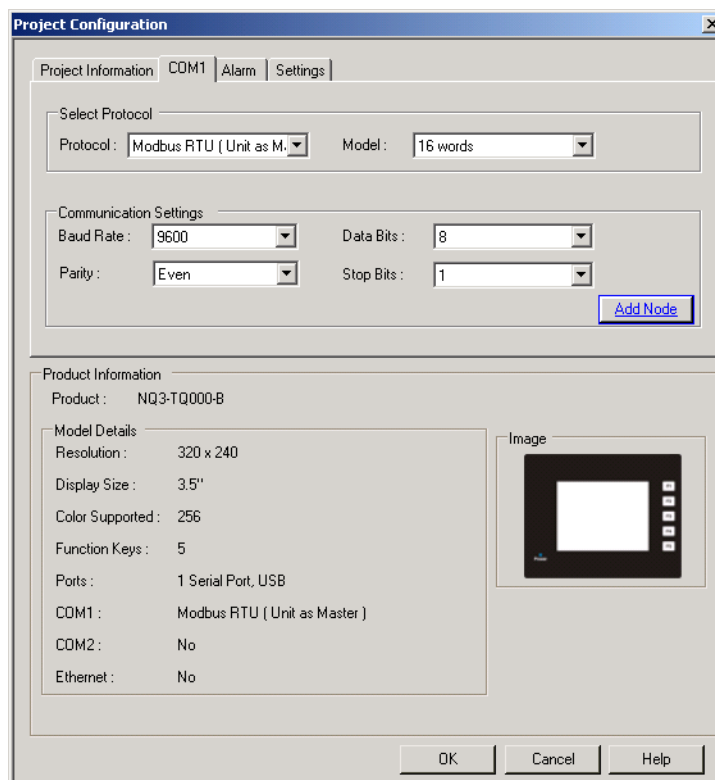 Project Configuration
Project Information COM1 Alarm Settings
Select Protocol
Protocol : Modbus RTU ( Unit as M. Model : 16 words
Communication Settings
Baud Rate : 9600 Data Bits : 8
Parity : Even Stop Bits : 1
Add Node
Product Information
Product : NQ3-TQ000-B
Model Details
Image
Resolution : 320 x 240
Display Size : 3.5''
Color Supported : 256
Function Keys : 5
Ports : 1 Serial Port, USB
COM1 : Modbus RTU ( Unit as Master )
COM2 : No
Ethernet : No
OK Cancel Help